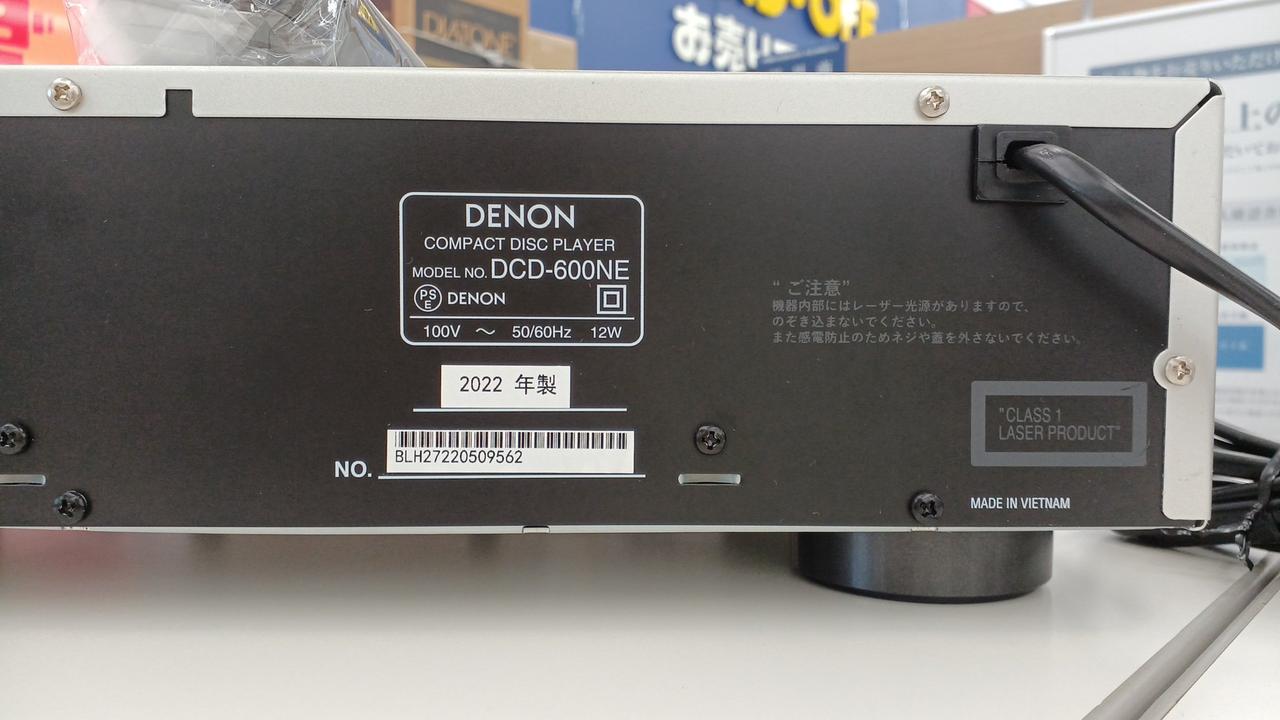 DIATONE
お売り
上の
DENON
COMPACT DISC PLAYER
MODEL NO. DCD-600NE
PS
E
DENON
100V ～ 50/60Hz 12W
2022 年製
NO. BLH27220509562
“ ご注意”
機器内部にはレーザー光源がありますので、
のぞき込まないでください。
また感電防止のためネジや蓋を外さないでください。
"CLASS 1
LASER PRODUCT"
MADE IN VIETNAM